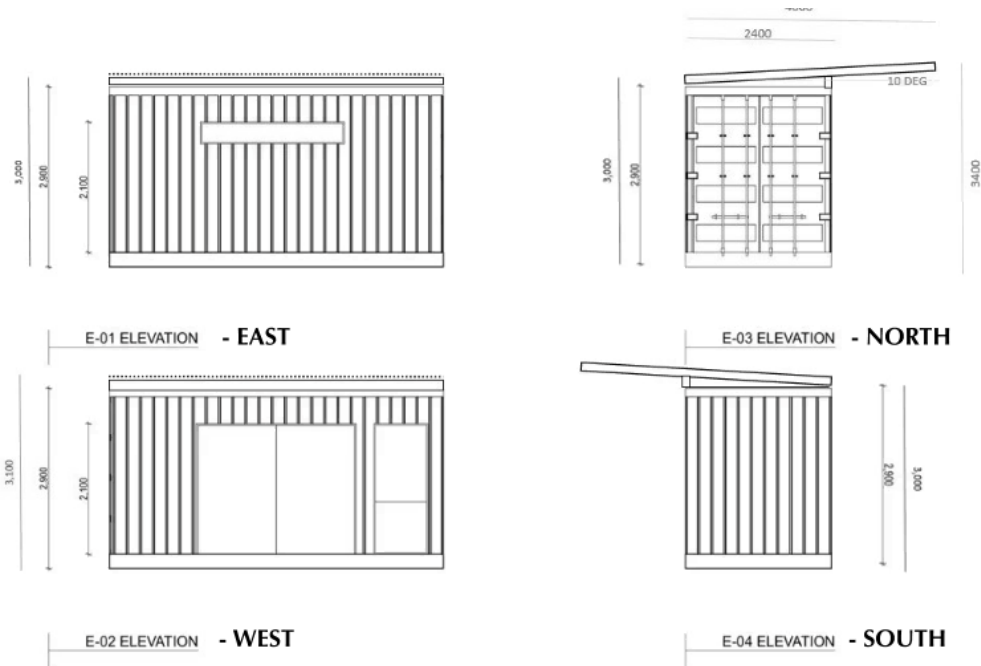 2400
10 DEG
3,000
2,900
2,100
3,000
2,900
3400
E-01 ELEVATION - EAST
E-03 ELEVATION - NORTH
3,100
2,900
2,100
2,900
3,000
E-02 ELEVATION - WEST
E-04 ELEVATION - SOUTH